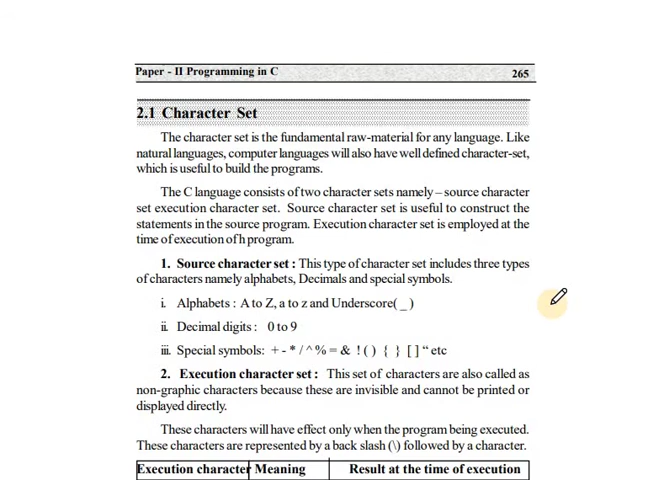 Paper - II Programming in C 265
2.1 Character Set
The character set is the fundamental raw-material for any language. Like
natural languages, computer languages will also have well defined character-set,
which is useful to build the programs.
The C language consists of two character sets namely – source character
set execution character set. Source character set is useful to construct the
statements in the source program. Execution character set is employed at the
time of execution of h program.
1. Source character set : This type of character set includes three types
of characters namely alphabets, Decimals and special symbols.
i. Alphabets : A to Z, a to z and Underscore( _ )
ii. Decimal digits : 0 to 9
iii. Special symbols: + - * / ^ % = & ! ( ) { } [ ] “ etc
2. Execution character set : This set of characters are also called as
non-graphic characters because these are invisible and cannot be printed or
displayed directly.
These characters will have effect only when the program being executed.
These characters are represented by a back slash (\) followed by a character.
Execution character Meaning Result at the time of execution